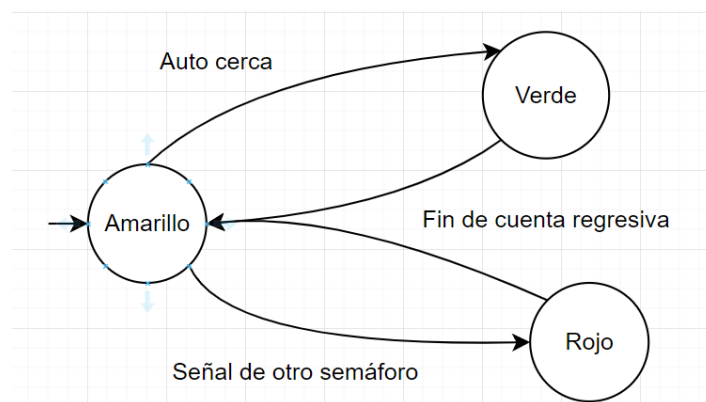 Auto cerca
Verde
Amarillo
Fin de cuenta regresiva
Rojo
Señal de otro semáforo